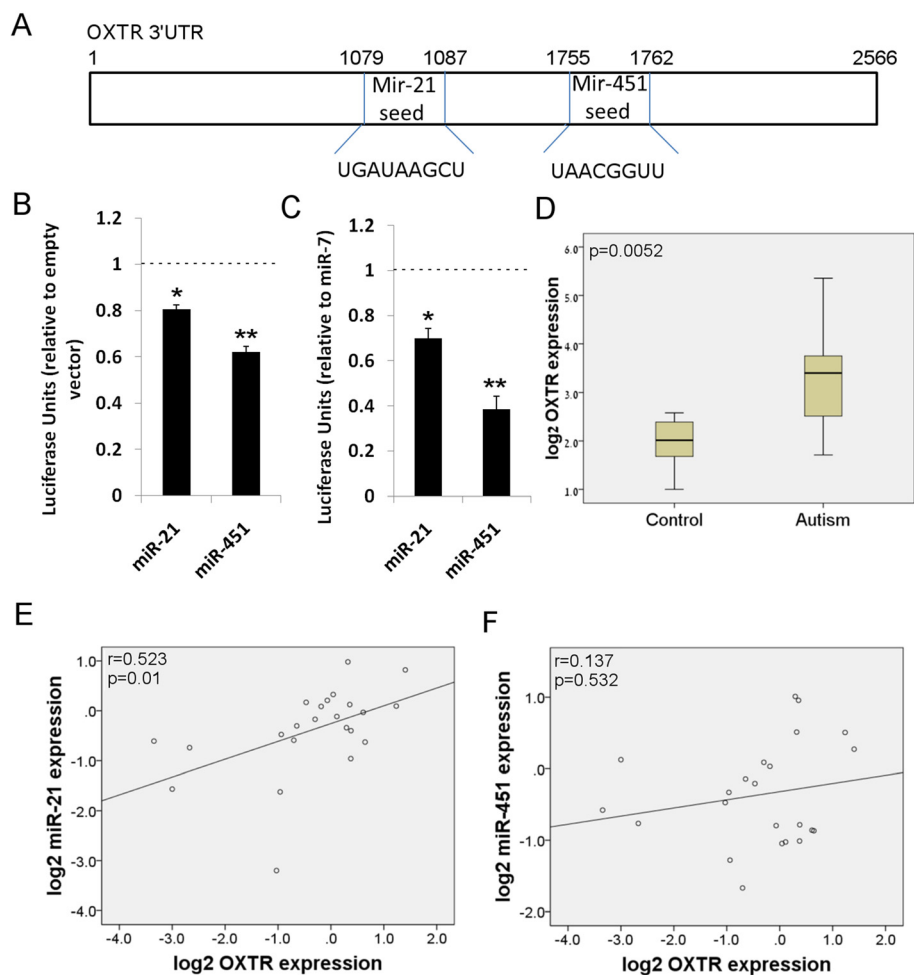 A
OXTR 3'UTR
1 1079 1087 1755 1762 2566
Mir-21 seed
Mir-451 seed
UGAUAAGCU UAACGGUU
B
Luciferase Units (relative to empty vector)
1.2
1
0.8
0.6
0.4
0.2
0
*
**
miR-21
miR-451
C
Luciferase Units (relative to miR-7)
1.2
1
0.8
0.6
0.4
0.2
0
*
**
miR-21
miR-451
D
p=0.0052
log2 OXTR expression
6.0
5.0
4.0
3.0
2.0
1.0
Control Autism
E
r=0.523
p=0.01
log2 miR-21 expression
1.0
.0
-1.0
-2.0
-3.0
-4.0
-4.0 -3.0 -2.0 -1.0 .0 1.0 2.0
log2 OXTR expression
F
r=0.137
p=0.532
log2 miR-451 expression
1.0
.0
-1.0
-2.0
-4.0 -3.0 -2.0 -1.0 .0 1.0 2.0
log2 OXTR expression